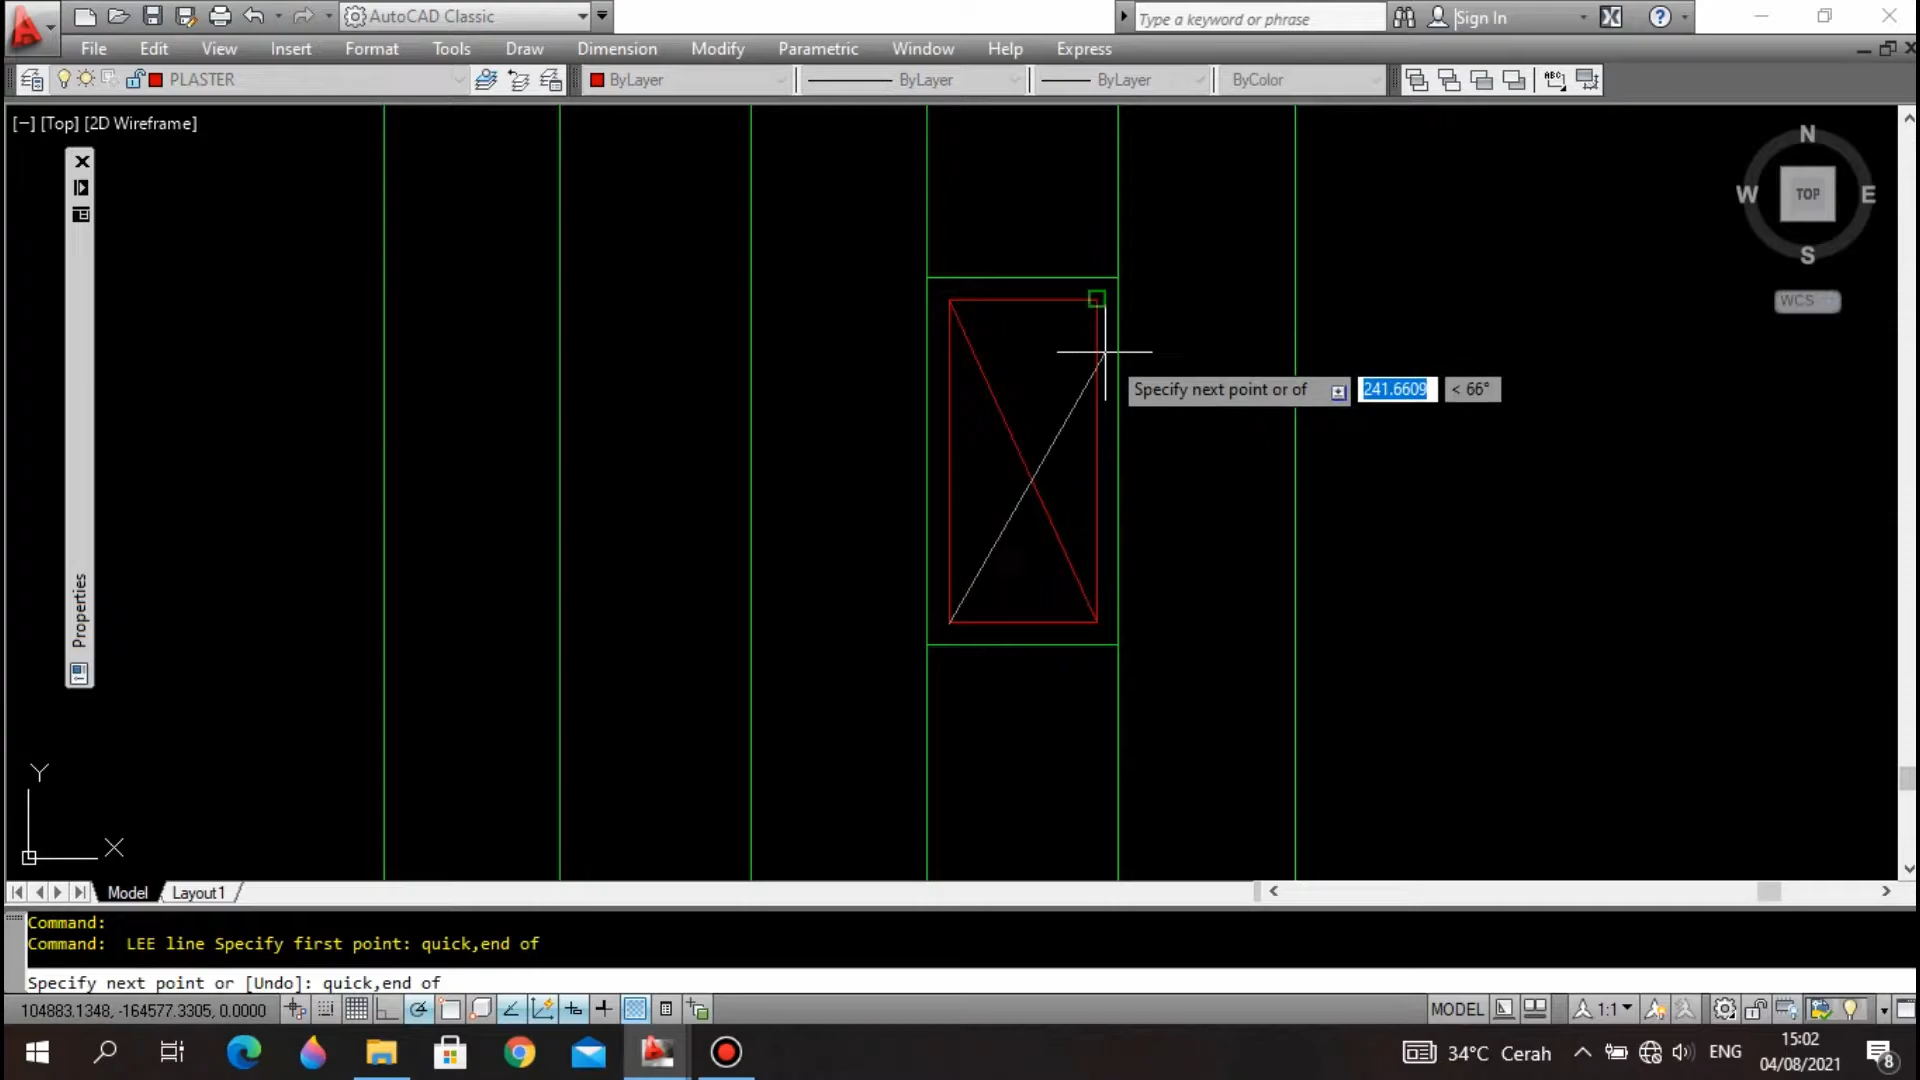 AutoCAD Classic
Type a keyword or phrase
Sign In
File Edit View Insert Format Tools Draw Dimension Modify Parametric Window Help Express
PLASTER
ByLayer
ByLayer
ByLayer
ByColor
ABC
[−] [Top] [2D Wireframe]
N
W TOP E
S
WCS
Specify next point or of 241.6609 < 66°
Properties
Y
X
Model Layout1
Command:
Command: LEE line Specify first point: quick,end of
Specify next point or [Undo]: quick,end of
104883.1348, -164577.3305, 0.0000
MODEL
1:1
34°C Cerah
ENG
15:02
04/08/2021
8